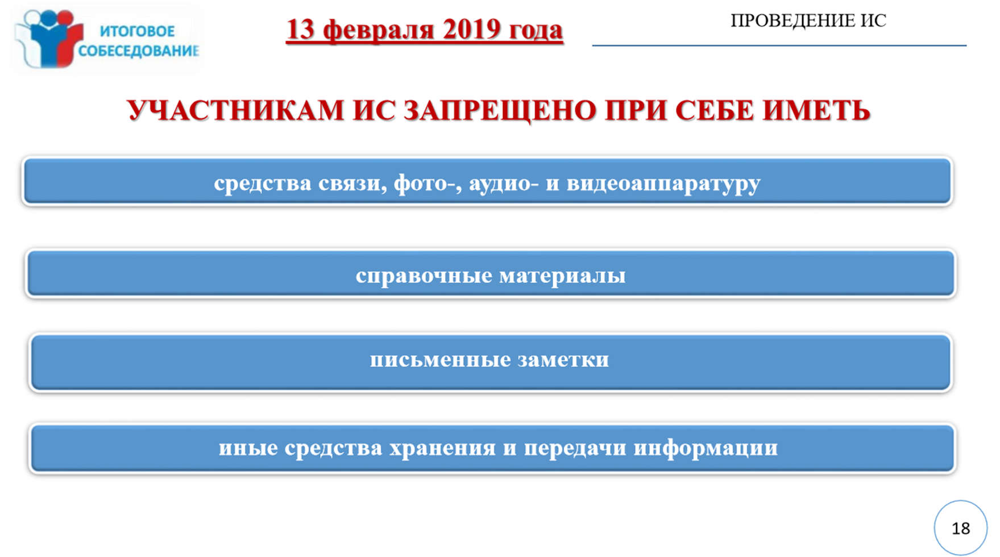 ИТОГОВОЕ
СОБЕСЕДОВАНИЕ
13 февраля 2019 года
ПРОВЕДЕНИЕ ИС
УЧАСТНИКАМ ИС ЗАПРЕЩЕНО ПРИ СЕБЕ ИМЕТЬ
средства связи, фото-, аудио- и видеоаппаратуру
справочные материалы
письменные заметки
иные средства хранения и передачи информации
18